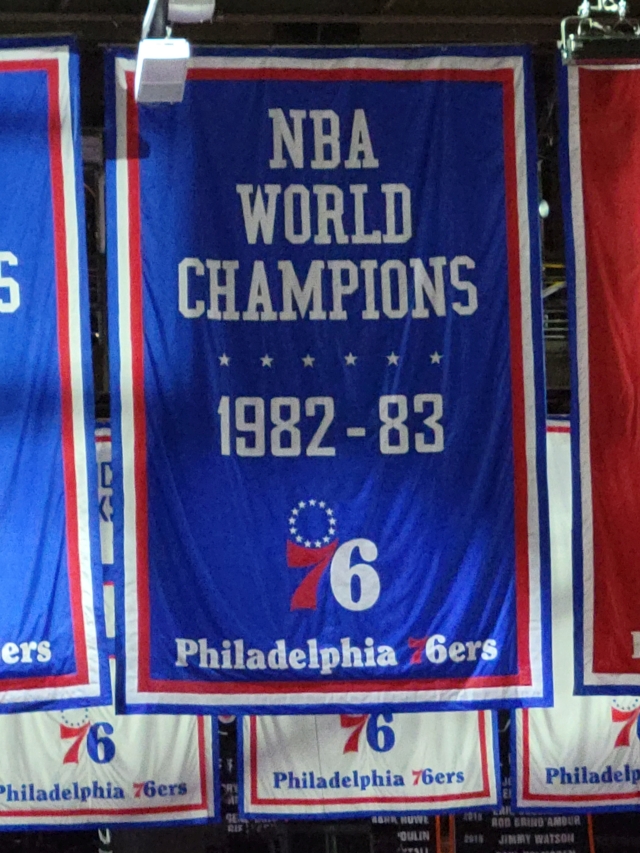 NBA
WORLD
CHAMPIONS
1982-83
76
Philadelphia 76ers
S
ers
76
Philadelphia 76ers
76
Philadelphia 76ers
Philadelp
ROD BRIND'AMOUR
JIMMY WATSON